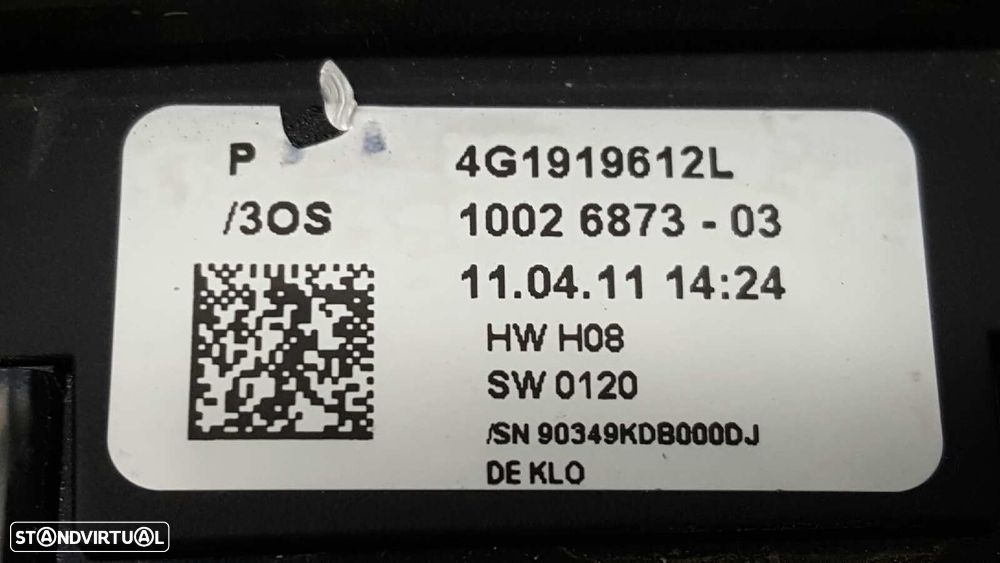 P 4G1919612L
/3OS 1002 6873 - 03
11.04.11 14:24
HW H08
SW 0120
/SN 90349KDB000DJ
DE KLO
STANDVIRTUAL